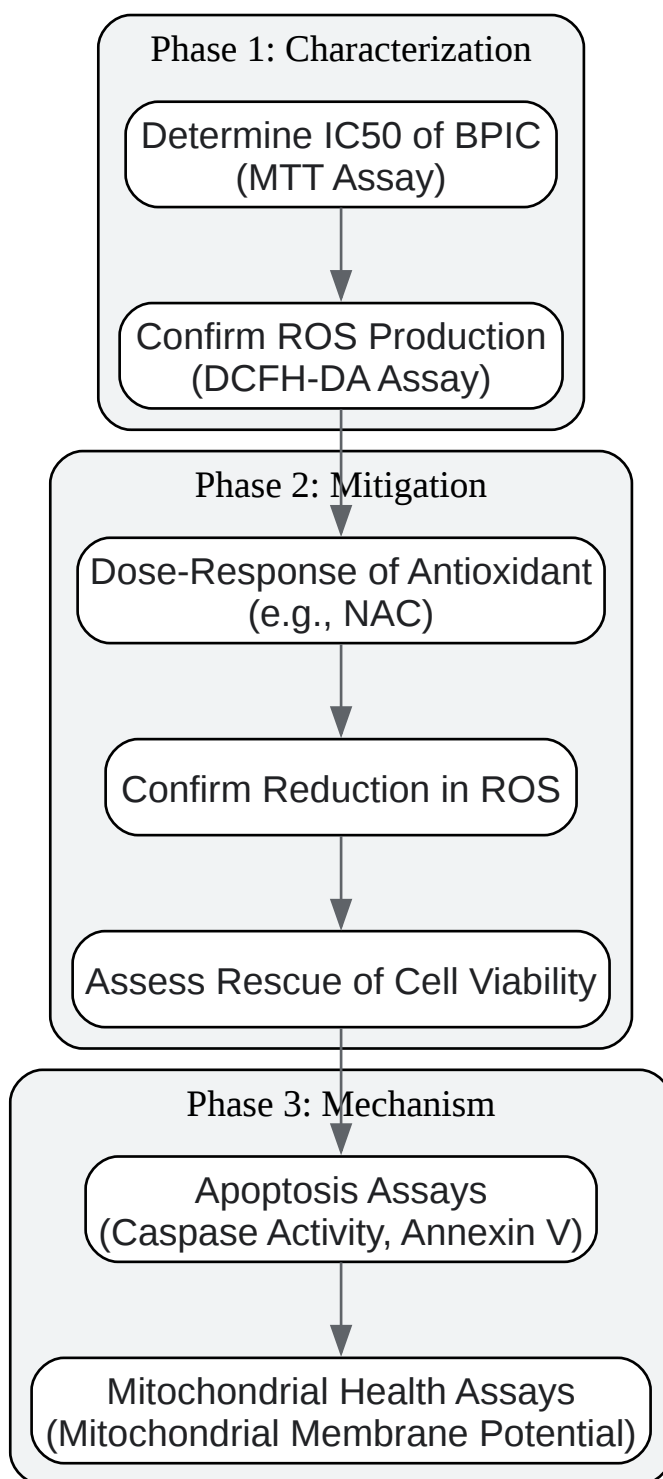 Phase 1: Characterization
Determine IC50 of BPIC
(MTT Assay)
Confirm ROS Production
(DCFH-DA Assay)
Phase 2: Mitigation
Dose-Response of Antioxidant
(e.g., NAC)
Confirm Reduction in ROS
Assess Rescue of Cell Viability
Phase 3: Mechanism
Apoptosis Assays
(Caspase Activity, Annexin V)
Mitochondrial Health Assays
(Mitochondrial Membrane Potential)